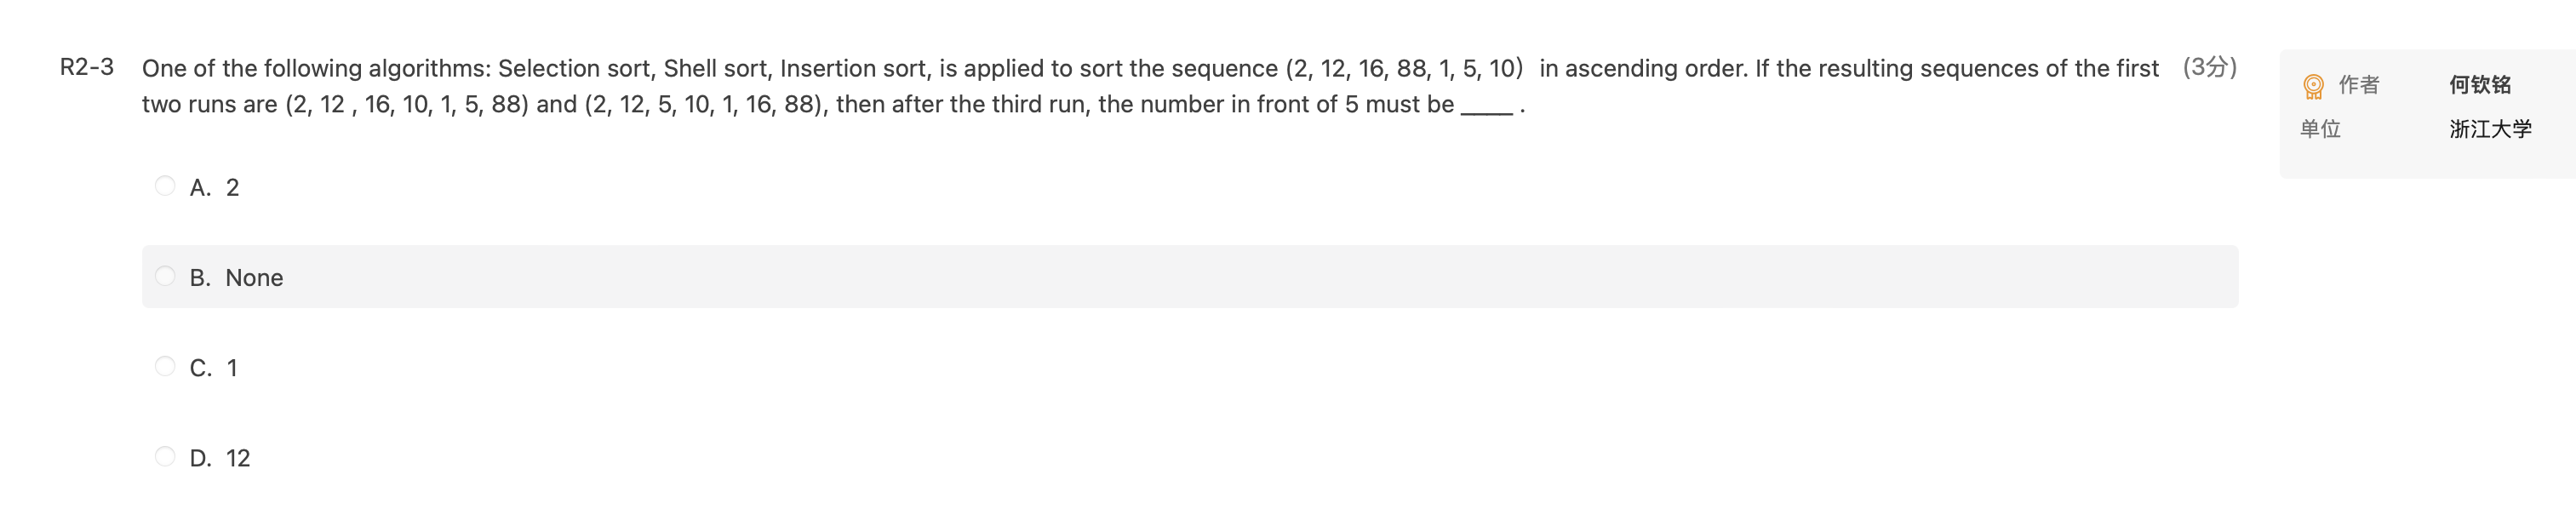 R2-3 One of the following algorithms: Selection sort, Shell sort, Insertion sort, is applied to sort the sequence (2, 12, 16, 88, 1, 5, 10) in ascending order. If the resulting sequences of the first (3分)
two runs are (2, 12 , 16, 10, 1, 5, 88) and (2, 12, 5, 10, 1, 16, 88), then after the third run, the number in front of 5 must be ____ .
作者 何钦铭
单位 浙江大学
A. 2
B. None
C. 1
D. 12